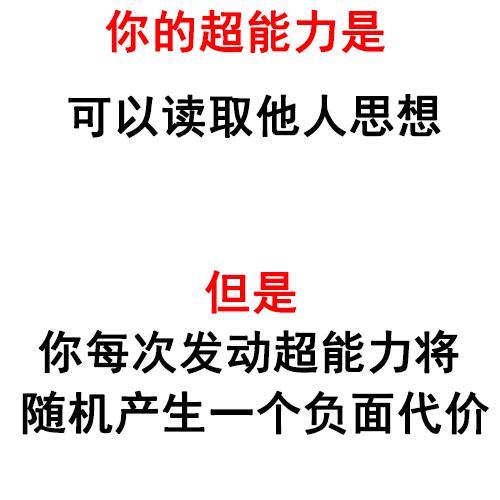 你的超能力是
可以读取他人思想
但是
你每次发动超能力将
随机产生一个负面代价